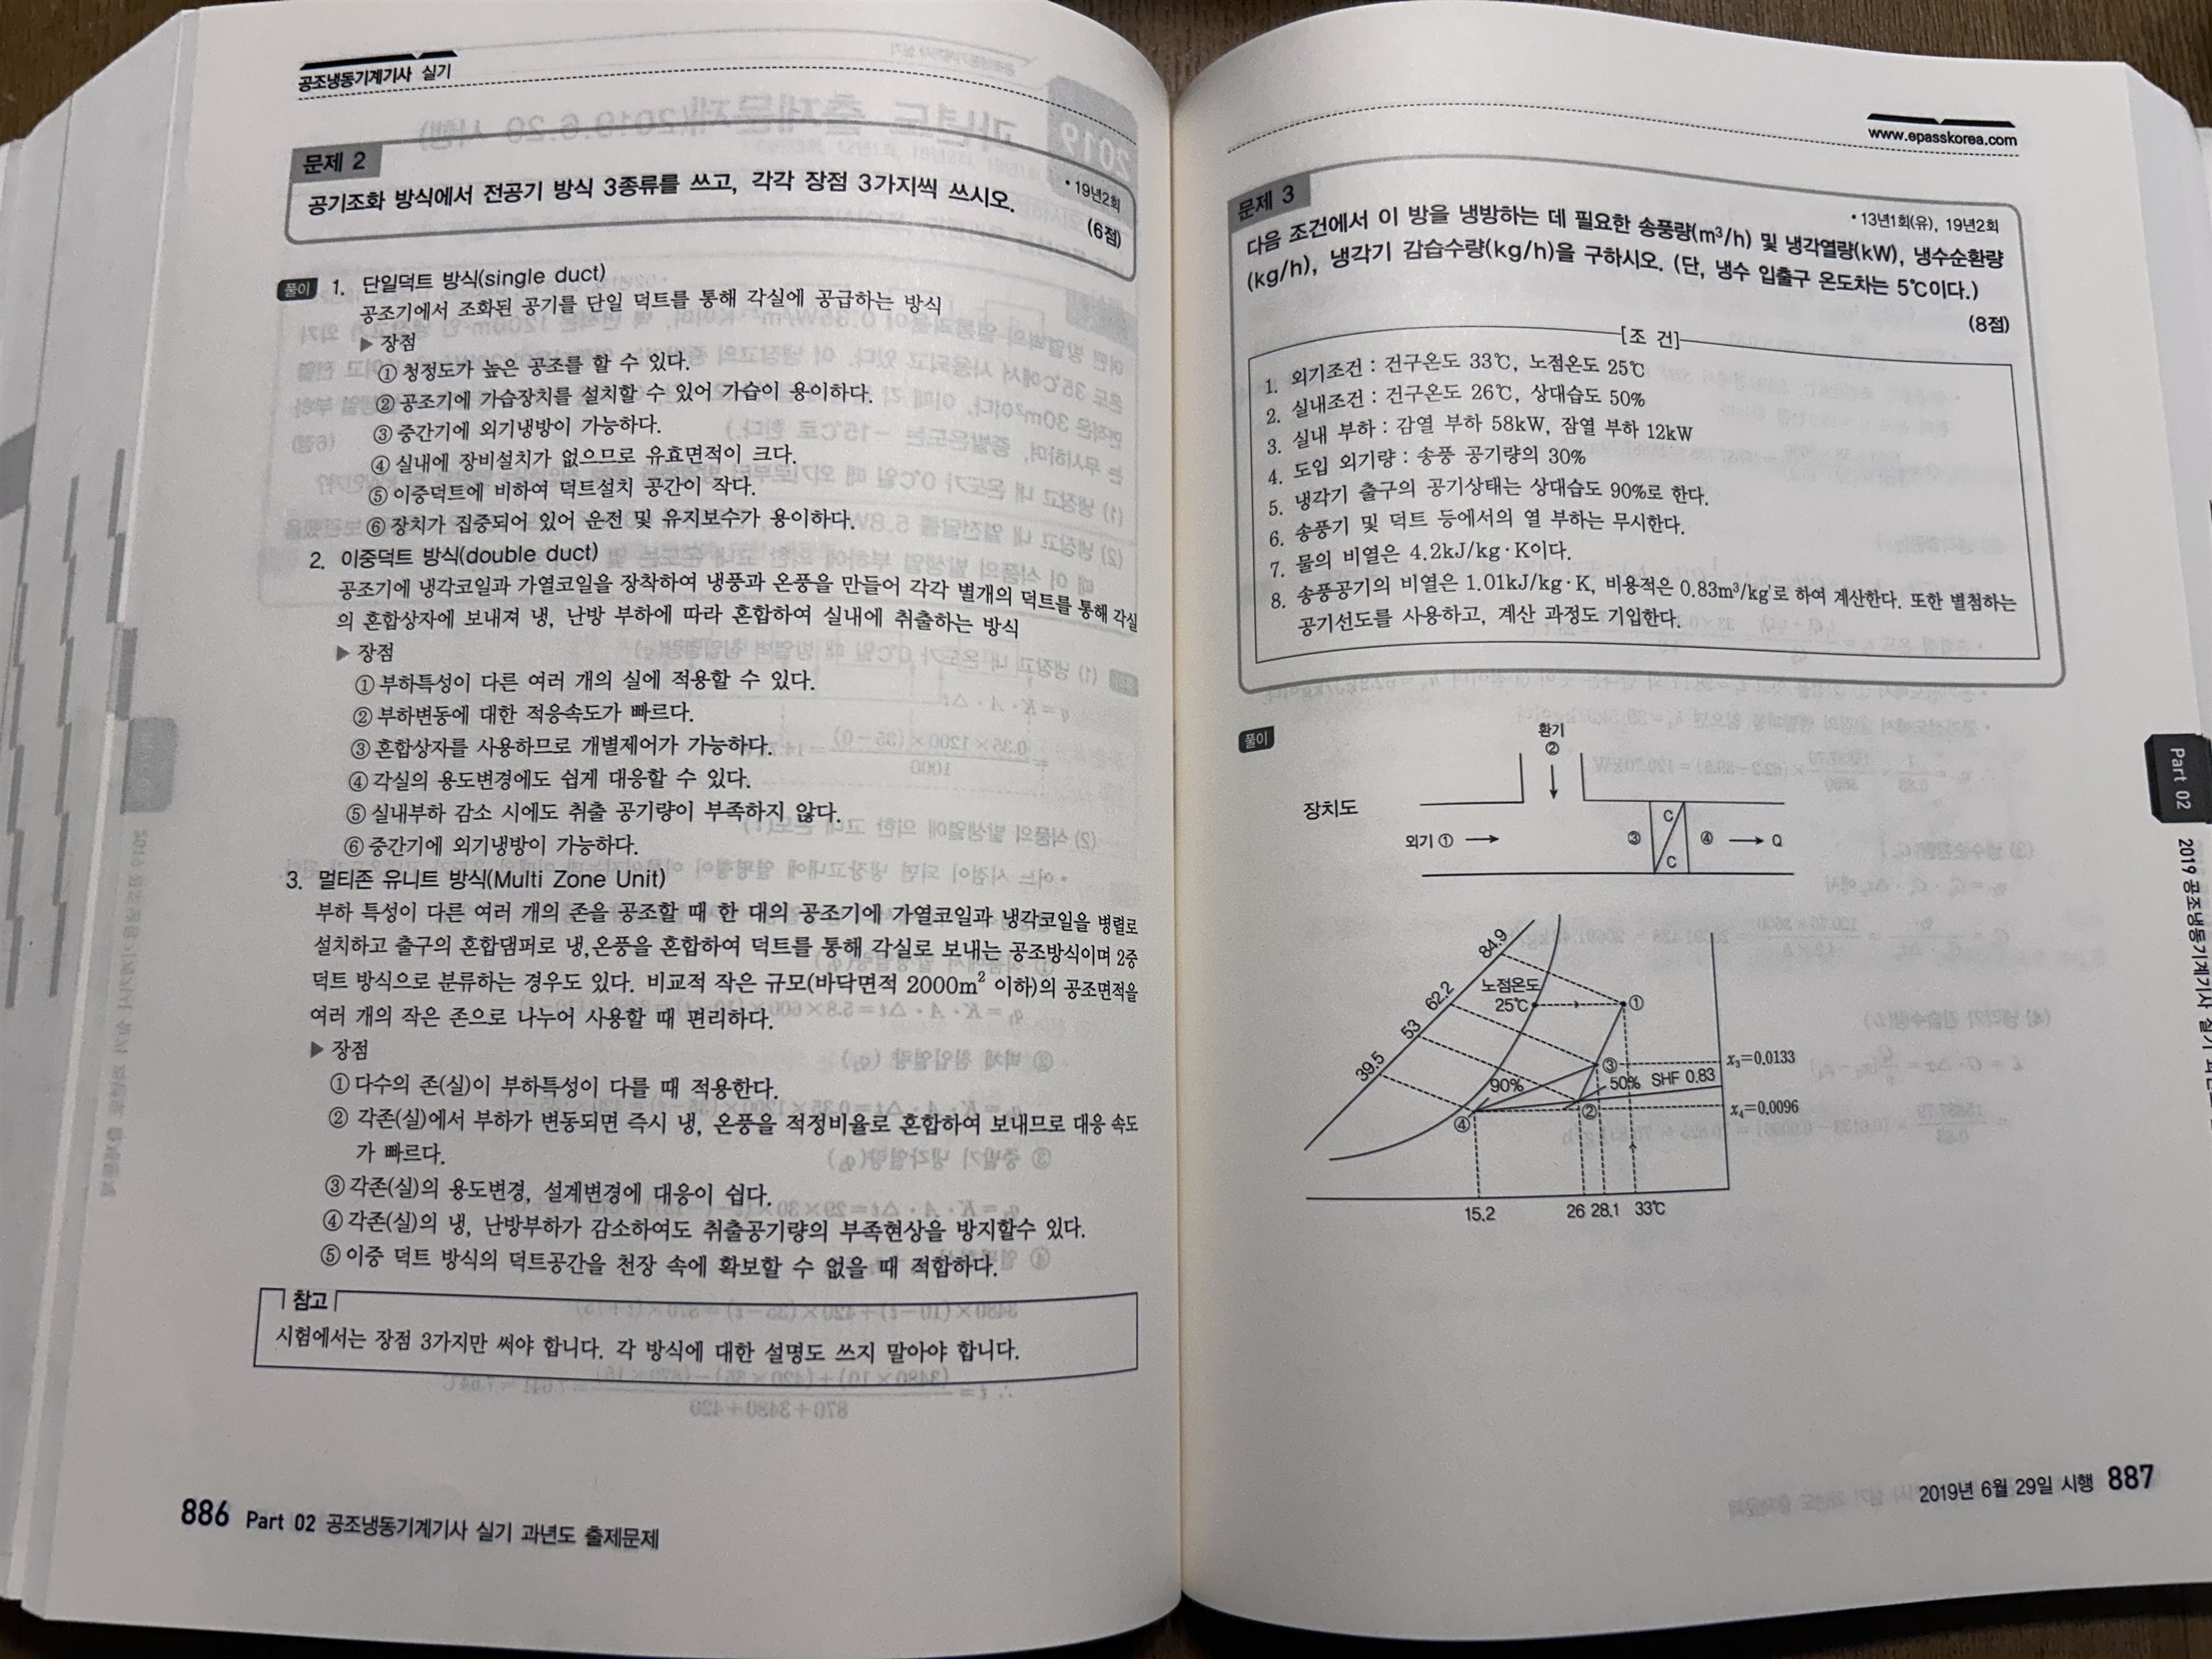 공조냉동기계기사 실기
문제 2
• 19년2회
공기조화 방식에서 전공기 방식 3종류를 쓰고, 각각 장점 3가지씩 쓰시오.
(6점)
풀이 1. 단일덕트 방식(single duct)
공조기에서 조화된 공기를 단일 덕트를 통해 각실에 공급하는 방식
▶ 장점
① 청정도가 높은 공조를 할 수 있다.
② 공조기에 가습장치를 설치할 수 있어 가습이 용이하다.
③ 중간기에 외기냉방이 가능하다.
④ 실내에 장비설치가 없으므로 유효면적이 크다.
⑤ 이중덕트에 비하여 덕트설치 공간이 작다.
⑥ 장치가 집중되어 있어 운전 및 유지보수가 용이하다.
2. 이중덕트 방식(double duct)
공조기에 냉각코일과 가열코일을 장착하여 냉풍과 온풍을 만들어 각각 별개의 덕트를 통해 각실
의 혼합상자에 보내져 냉, 난방 부하에 따라 혼합하여 실내에 취출하는 방식
▶ 장점
① 부하특성이 다른 여러 개의 실에 적용할 수 있다.
② 부하변동에 대한 적응속도가 빠르다.
③ 혼합상자를 사용하므로 개별제어가 가능하다.
④ 각실의 용도변경에도 쉽게 대응할 수 있다.
⑤ 실내부하 감소 시에도 취출 공기량이 부족하지 않다.
⑥ 중간기에 외기냉방이 가능하다.
3. 멀티존 유니트 방식(Multi Zone Unit)
부하 특성이 다른 여러 개의 존을 공조할 때 한 대의 공조기에 가열코일과 냉각코일을 병렬로
설치하고 출구의 혼합댐퍼로 냉,온풍을 혼합하여 덕트를 통해 각실로 보내는 공조방식이며 2중
덕트 방식으로 분류하는 경우도 있다. 비교적 작은 규모(바닥면적 2000m² 이하)의 공조면적을
여러 개의 작은 존으로 나누어 사용할 때 편리하다.
▶ 장점
① 다수의 존(실)이 부하특성이 다를 때 적용한다.
② 각존(실)에서 부하가 변동되면 즉시 냉, 온풍을 적정비율로 혼합하여 보내므로 대응 속도
가 빠르다.
③ 각존(실)의 용도변경, 설계변경에 대응이 쉽다.
④ 각존(실)의 냉, 난방부하가 감소하여도 취출공기량의 부족현상을 방지할수 있다.
⑤ 이중 덕트 방식의 덕트공간을 천장 속에 확보할 수 없을 때 적합하다.
참고
시험에서는 장점 3가지만 써야 합니다. 각 방식에 대한 설명도 쓰지 말아야 합니다.
886 Part 02 공조냉동기계기사 실기 과년도 출제문제
www.epasskorea.com
문제 3
• 13년1회(유), 19년2회
다음 조건에서 이 방을 냉방하는 데 필요한 송풍량(m³/h) 및 냉각열량(kW), 냉수순환량
(kg/h), 냉각기 감습수량(kg/h)을 구하시오. (단, 냉수 입출구 온도차는 5℃이다.)
(8점)
[조 건]
1. 외기조건 : 건구온도 33℃, 노점온도 25℃
2. 실내조건 : 건구온도 26℃, 상대습도 50%
3. 실내 부하 : 감열 부하 58kW, 잠열 부하 12kW
4. 도입 외기량 : 송풍 공기량의 30%
5. 냉각기 출구의 공기상태는 상대습도 90%로 한다.
6. 송풍기 및 덕트 등에서의 열 부하는 무시한다.
7. 물의 비열은 4.2kJ/kg·K이다.
8. 송풍공기의 비열은 1.01kJ/kg·K, 비용적은 0.83m³/kg'로 하여 계산한다. 또한 별첨하는
공기선도를 사용하고, 계산 과정도 기입한다.
풀이
환기
②
장치도
외기 ①
③
C
C
④
Q
84.9
62.2
53
39.5
노점온도
25℃
①
③
x₃=0.0133
90%
50% SHF 0.83
②
x₄=0.0096
④
15.2
26 28.1 33℃
2019년 6월 29일 시행 887
Part 02